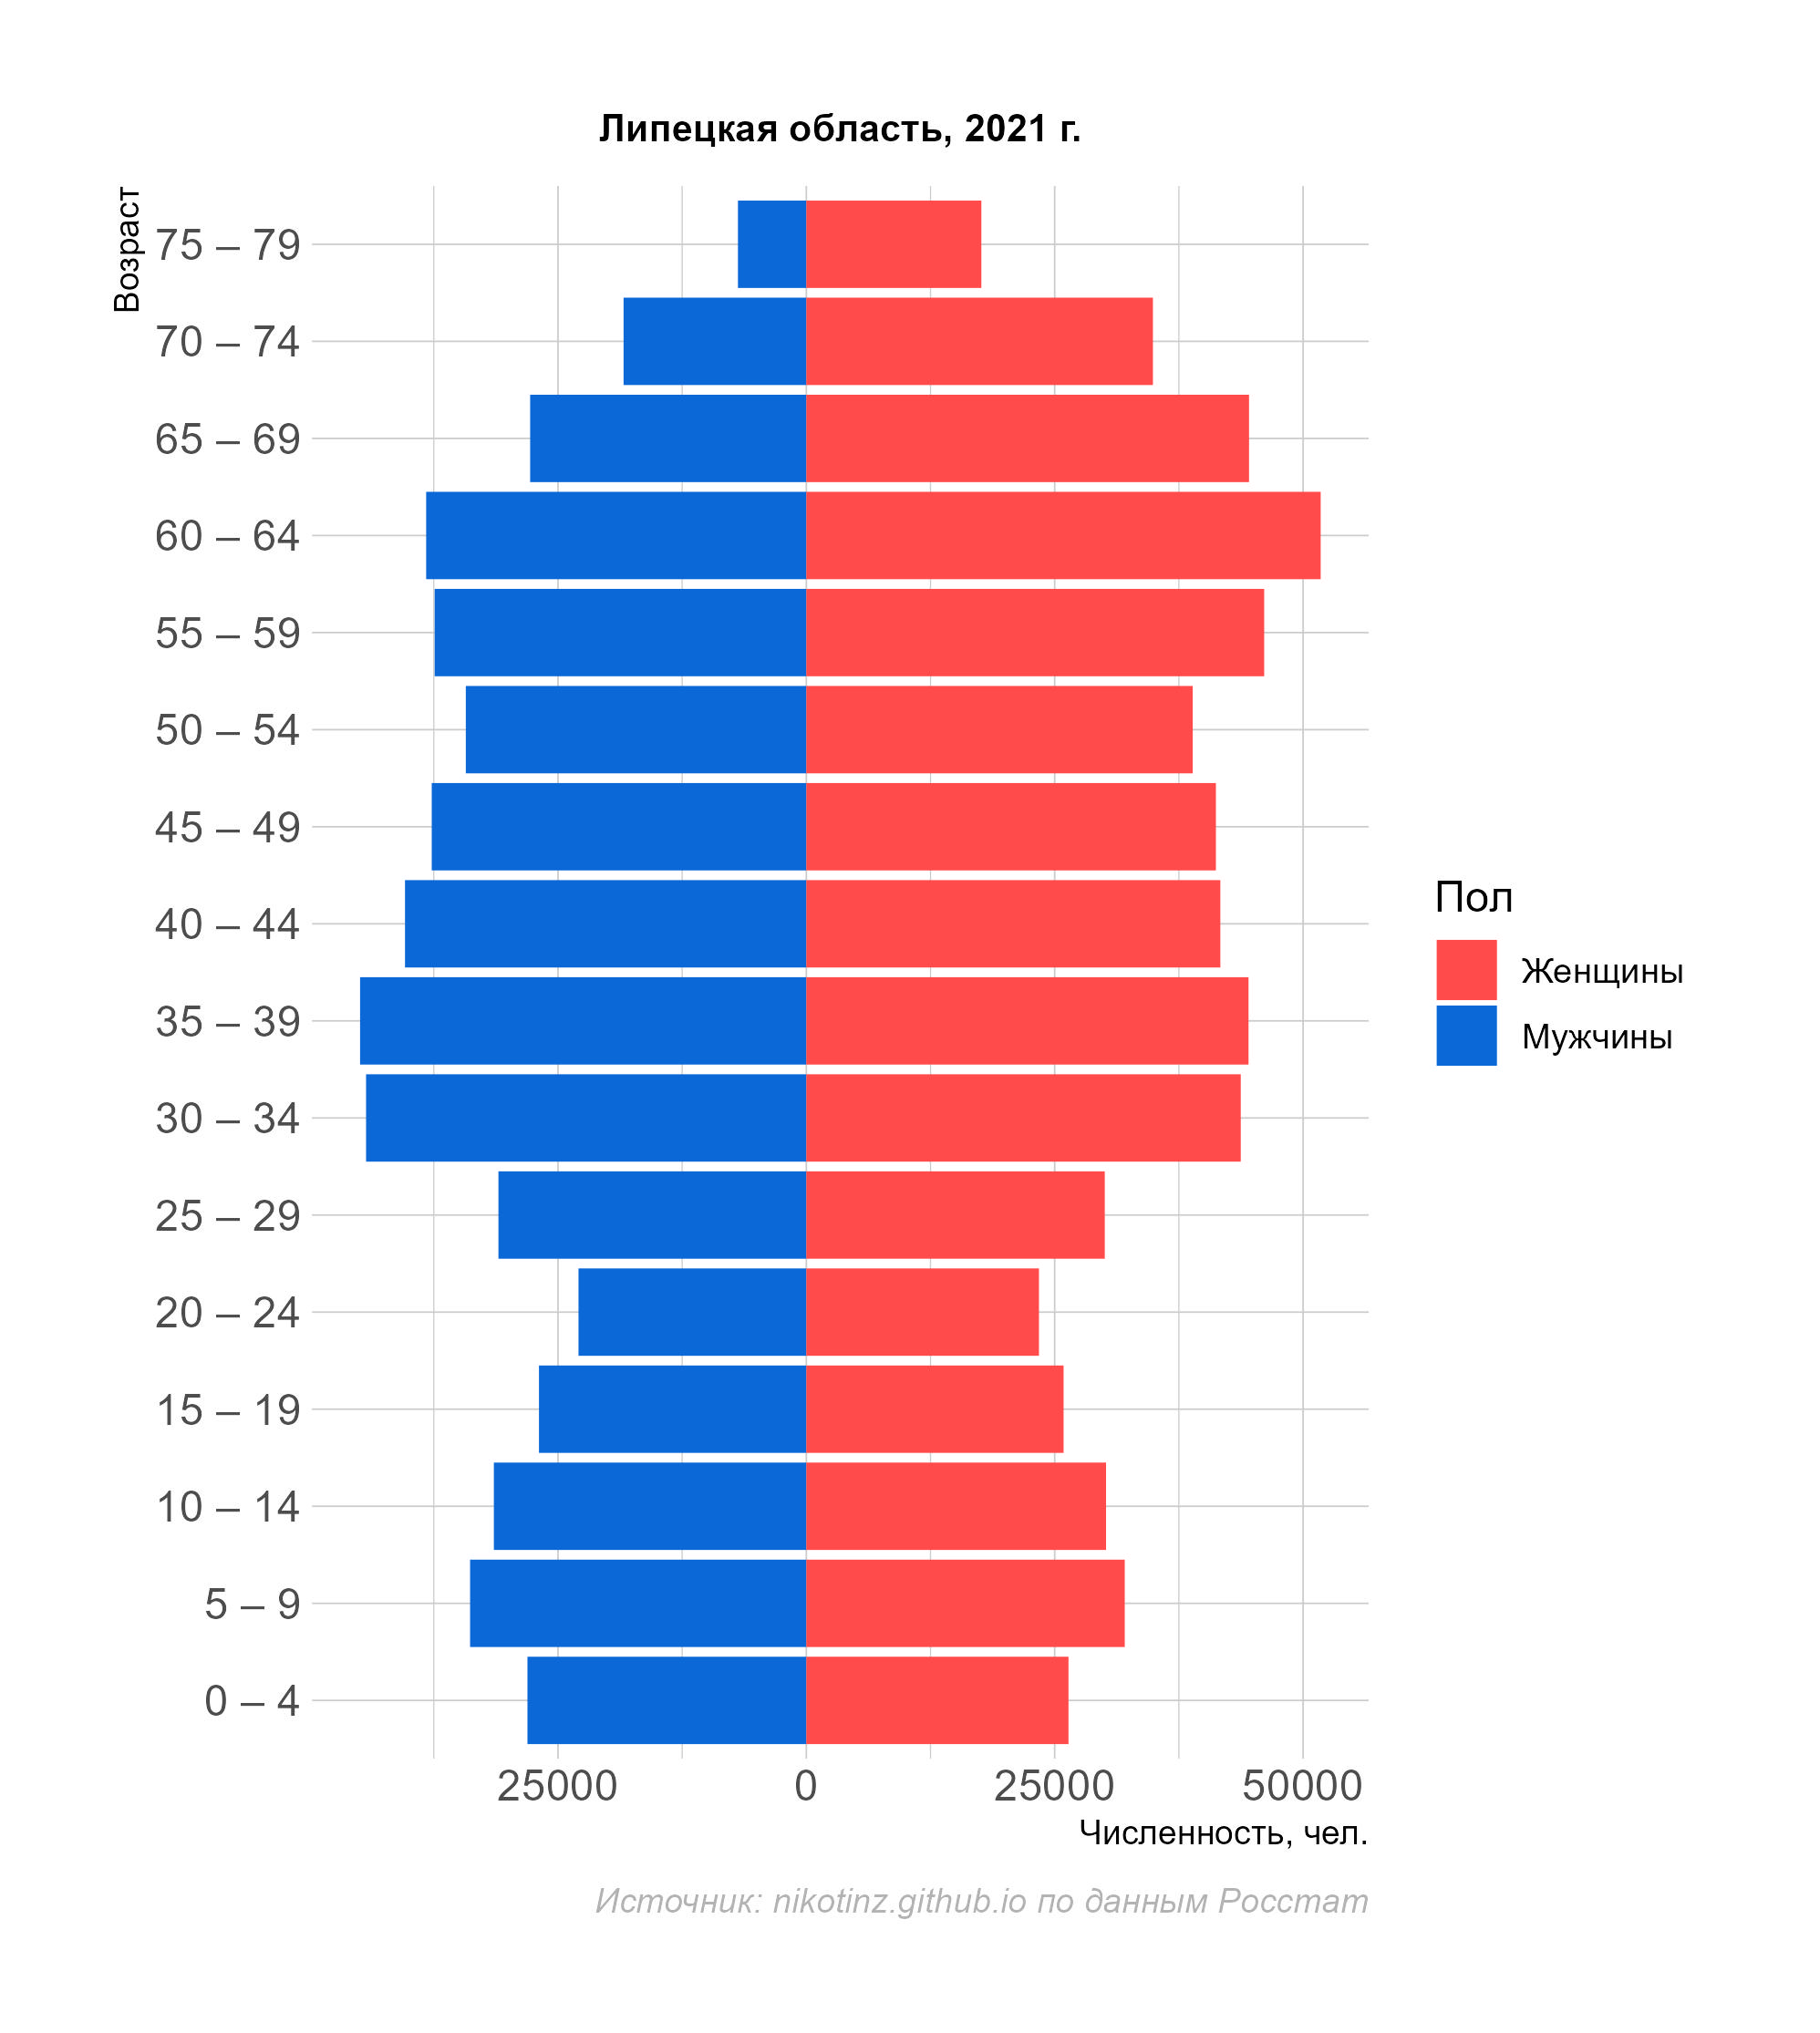 Липецкая область, 2021 г.
Возраст
75 – 79
70 – 74
65 – 69
60 – 64
55 – 59
50 – 54
45 – 49
40 – 44
35 – 39
30 – 34
25 – 29
20 – 24
15 – 19
10 – 14
5 – 9
0 – 4
25000 0 25000 50000
Численность, чел.
Пол
Женщины
Мужчины
Источник: nikotinz.github.io по данным Росстат